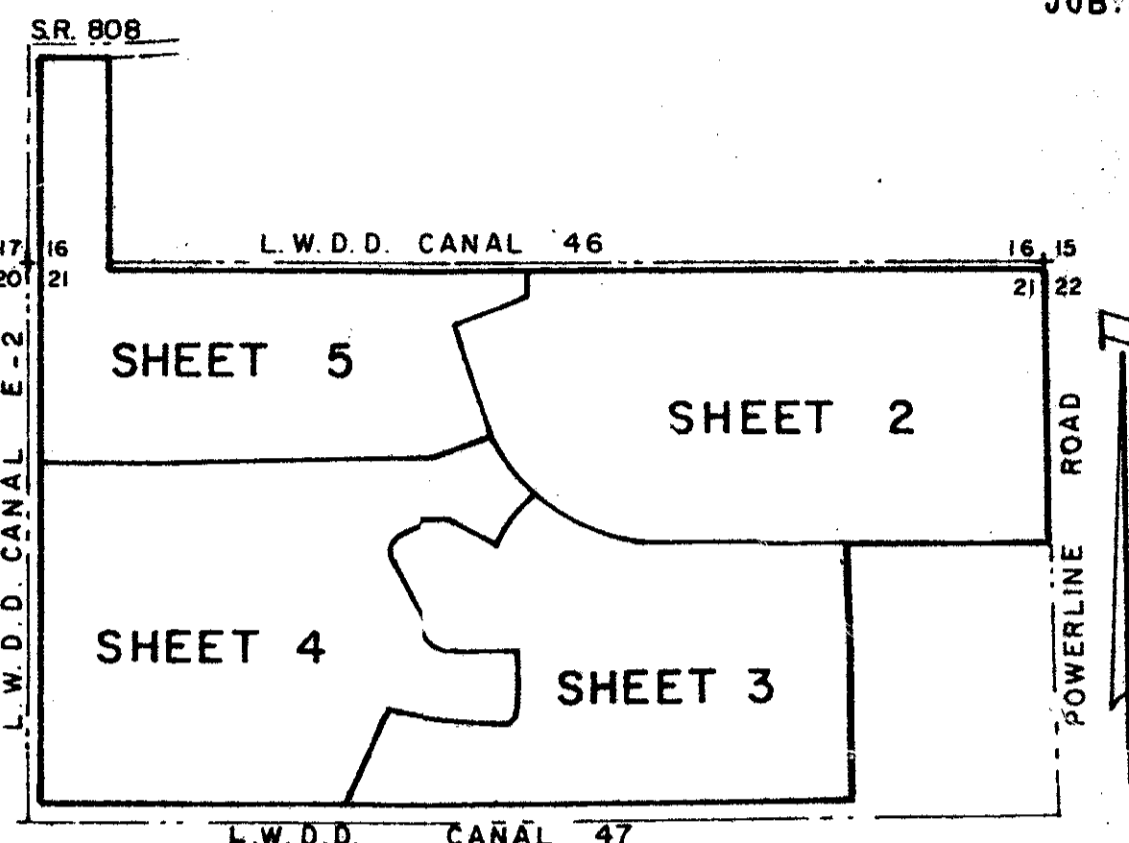 JOB:
S.R. 808
L.W.D.D. CANAL 46
17 16
20 21
16 15
21 22
L.W.D.D. CANAL E-2
SHEET 5
SHEET 2
POWERLINE ROAD
SHEET 4
SHEET 3
L.W.D.D. CANAL 47